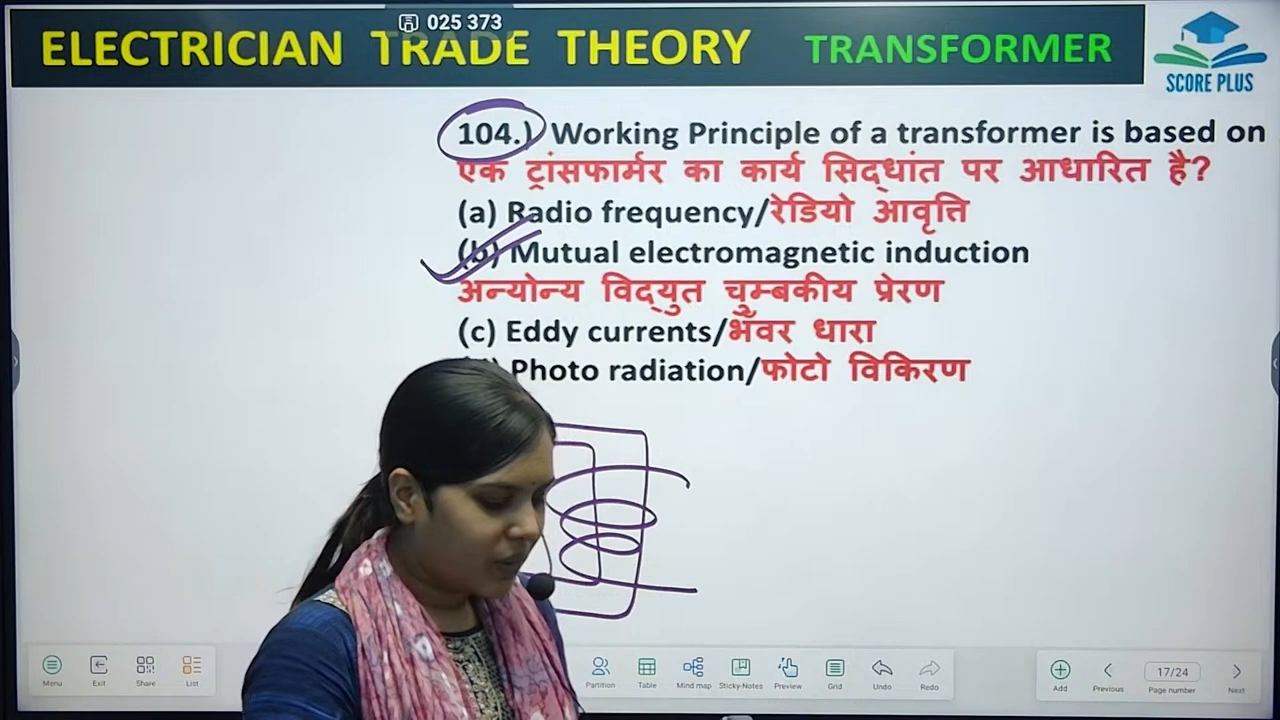 025 373
ELECTRICIAN TRADE THEORY TRANSFORMER
SCORE PLUS
104.) Working Principle of a transformer is based on
एक ट्रांसफार्मर का कार्य सिद्धांत पर आधारित है?
(a) Radio frequency/रेडियो आवृत्ति
(b) Mutual electromagnetic induction
अन्योन्य विद्युत चुम्बकीय प्रेरण
(c) Eddy currents/भँवर धारा
Photo radiation/फोटो विकिरण
Menu Exit Share List Partition Table Mind map Sticky-Notes Preview Grid Undo Redo Add Previous 17/24 Page number Next